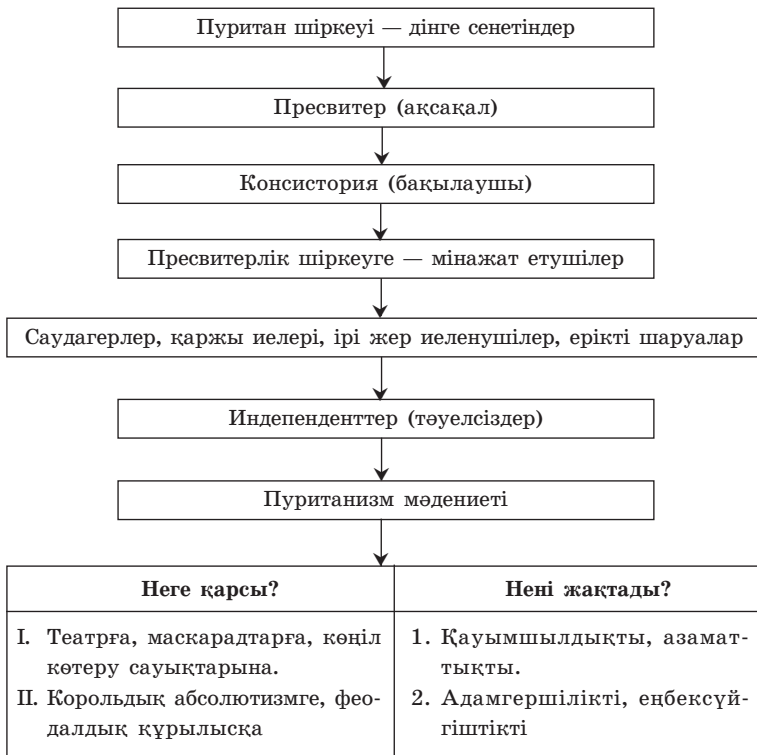 Пуритан шіркеуі — дінге сенетіндер
Пресвитер (ақсақал)
Консистория (бақылаушы)
Пресвитерлік шіркеуге — мінажат етушілер
Саудагерлер, қаржы иелері, ірі жер иеленушілер, ерікті шаруалар
Индепенденттер (тәуелсіздер)
Пуританизм мәдениеті
Неге қарсы?
I. Театрға, маскарадтарға, көңіл
көтеру сауықтарына.
II. Корольдық абсолютизмге, фео-
далдық құрылысқа
Нені жақтады?
1. Қауымшылдықты, азамат-
тықты.
2. Адамгершілікті, еңбексүй-
гіштікті